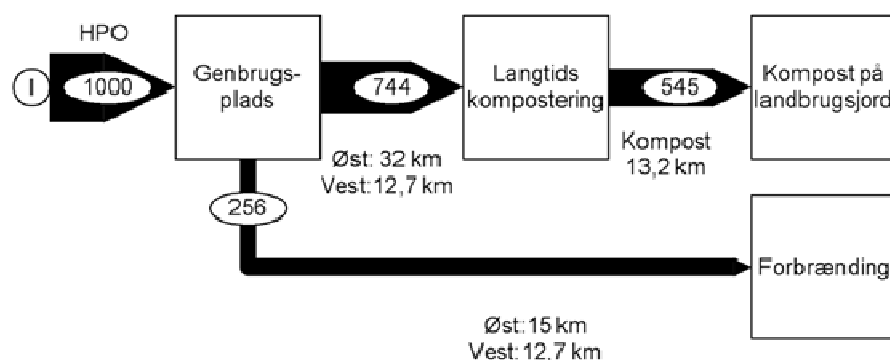 HPO
I
1000
Genbrugs-
plads
744
Øst: 32 km
Vest: 12,7 km
Langtids
kompostering
545
Kompost
13,2 km
Kompost på
landbrugsjord
256
Forbrænding
Øst: 15 km
Vest: 12,7 km